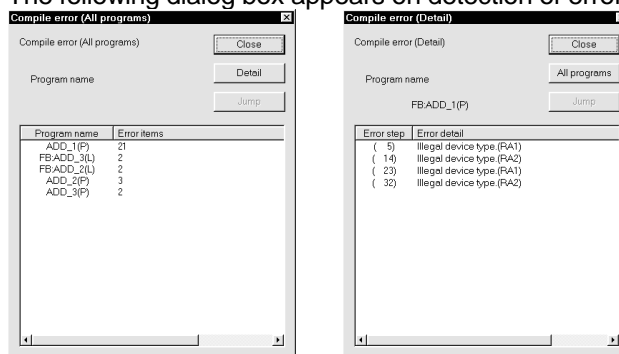 The following dialog box appears on detection of error
Compile error (All programs)
Compile error (All programs)
Close
Program name
Detail
Jump
Program name Error items
ADD_1(P) 21
FB:ADD_3(L) 2
FB:ADD_2(L) 2
ADD_2(P) 3
ADD_3(P) 2
Compile error (Detail)
Compile error (Detail)
Close
Program name
All programs
FB:ADD_1(P)
Jump
Error step Error detail
( 5) Illegal device type.(RA1)
( 14) Illegal device type.(RA2)
( 23) Illegal device type.(RA1)
( 32) Illegal device type.(RA2)